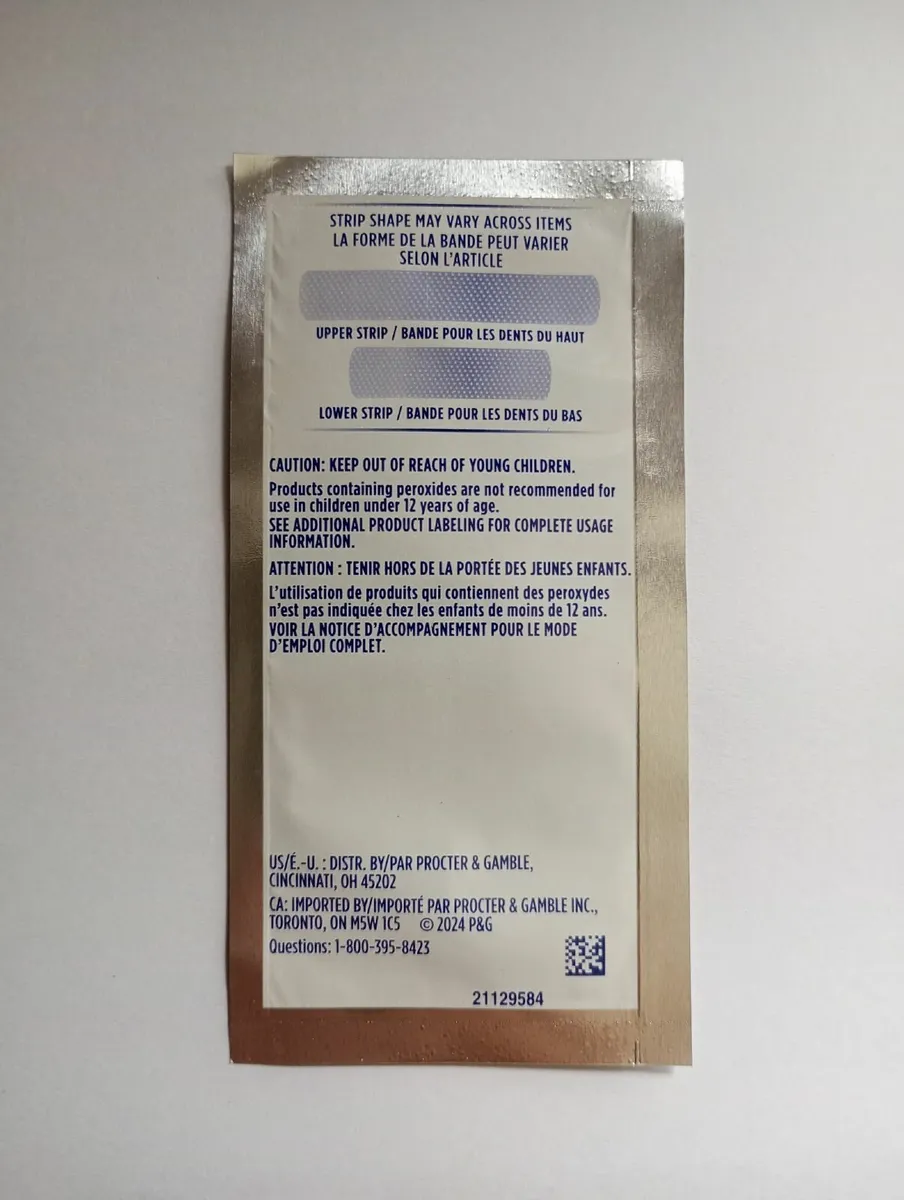 STRIP SHAPE MAY VARY ACROSS ITEMS
LA FORME DE LA BANDE PEUT VARIER
SELON L'ARTICLE
UPPER STRIP / BANDE POUR LES DENTS DU HAUT
LOWER STRIP / BANDE POUR LES DENTS DU BAS
CAUTION: KEEP OUT OF REACH OF YOUNG CHILDREN.
Products containing peroxides are not recommended for
use in children under 12 years of age.
SEE ADDITIONAL PRODUCT LABELING FOR COMPLETE USAGE
INFORMATION.
ATTENTION : TENIR HORS DE LA PORTÉE DES JEUNES ENFANTS.
L'utilisation de produits qui contiennent des peroxydes
n'est pas indiquée chez les enfants de moins de 12 ans.
VOIR LA NOTICE D'ACCOMPAGNEMENT POUR LE MODE
D'EMPLOI COMPLET.
US/É.-U. : DISTR. BY/PAR PROCTER & GAMBLE,
CINCINNATI, OH 45202
CA: IMPORTED BY/IMPORTÉ PAR PROCTER & GAMBLE INC.,
TORONTO, ON M5W 1C5 © 2024 P&G
Questions: 1-800-395-8423
21129584